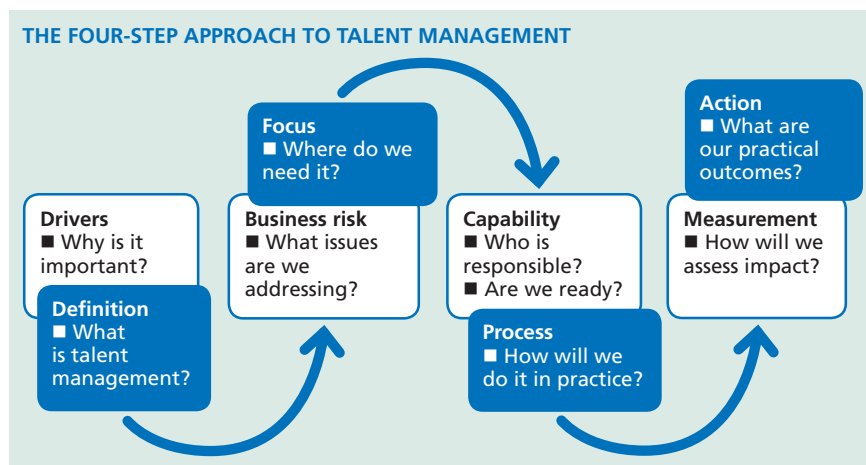 THE FOUR-STEP APPROACH TO TALENT MANAGEMENT
Drivers
■ Why is it
important?
Definition
■ What
is talent
management?
Focus
■ Where do we
need it?
Business risk
■ What issues
are we
addressing?
Capability
■ Who is
responsible?
■ Are we ready?
Process
■ How will we
do it in practice?
Action
■ What are
our practical
outcomes?
Measurement
■ How will we
assess impact?